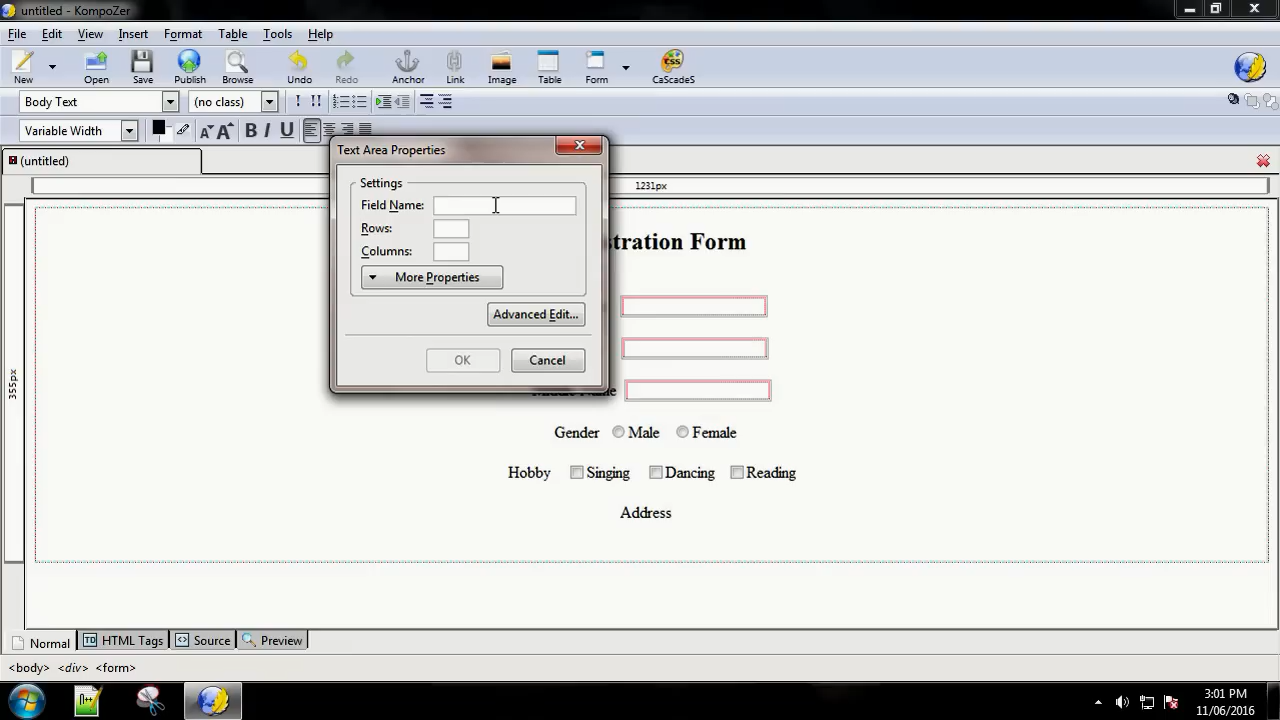 untitled - KompoZer
File Edit View Insert Format Table Tools Help
New Open Save Publish Browse Undo Redo Anchor Link Image Table Form CaScadeS
Body Text (no class) ! !!
Variable Width A A B I U
(untitled)
1231px
355px
Text Area Properties
Settings
Field Name:
Rows:
Columns:
More Properties
Advanced Edit...
OK Cancel
stration Form
Name
Gender Male Female
Hobby Singing Dancing Reading
Address
Normal TD HTML Tags <> Source Preview
<body> <div> <form>
3:01 PM
11/06/2016